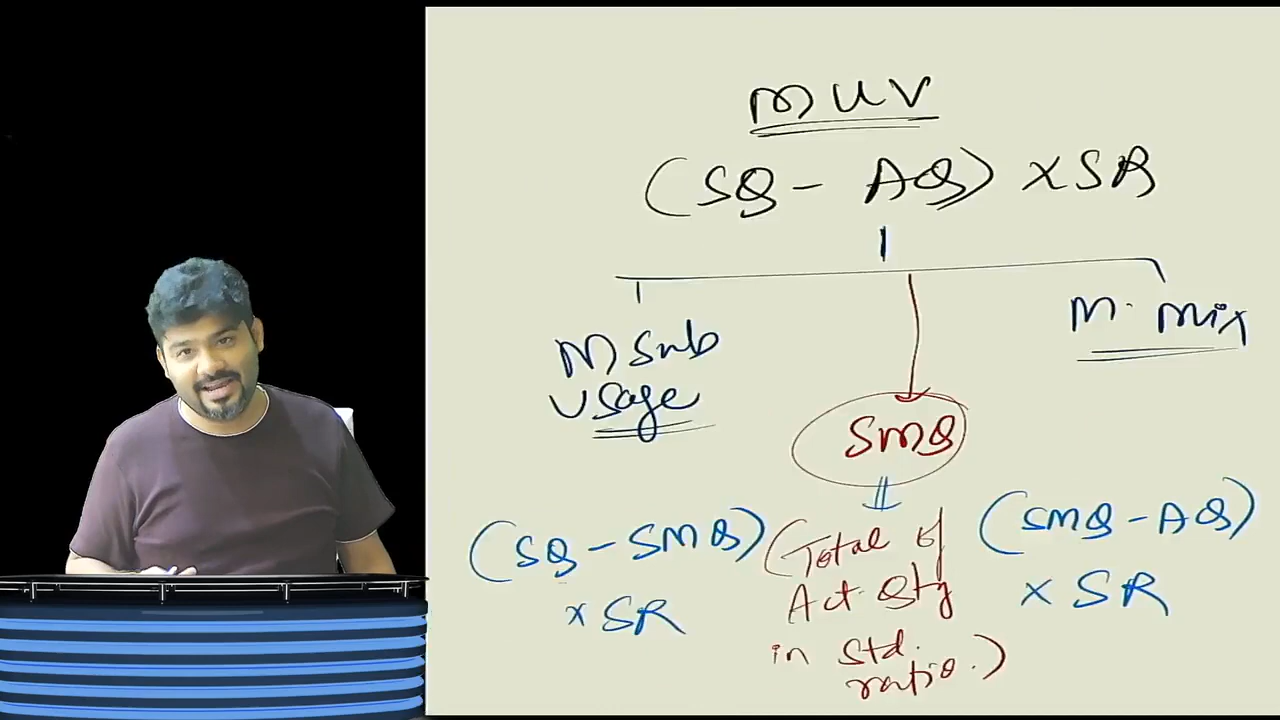 MUV
(SQ - AQ) x SR
M Sub
usage
M. Mix
SMQ
(SQ - SMQ)
x SR
(Total of
Act. Qty
in Std.
ratio.)
(SMQ - AQ)
x SR